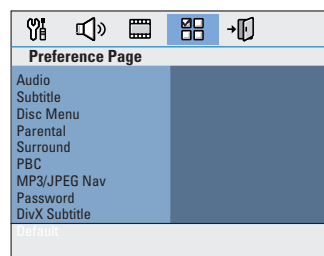 Preference Page
Audio
Subtitle
Disc Menu
Parental
Surround
PBC
MP3/JPEG Nav
Password
DivX Subtitle
Default